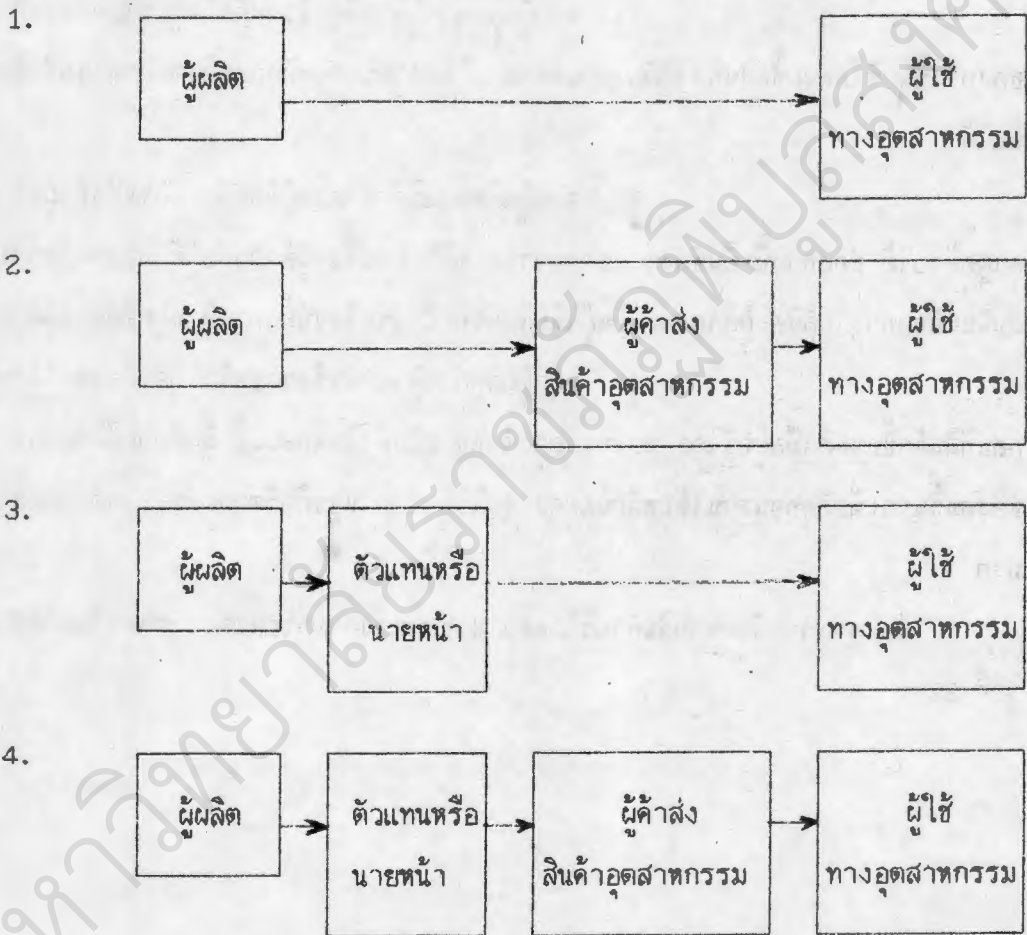 1.
ผู้ผลิต
ผู้ใช้
ทางอุตสาหกรรม
2.
ผู้ผลิต
ผู้ค้าส่ง
สินค้าอุตสาหกรรม
ผู้ใช้
ทางอุตสาหกรรม
3.
ผู้ผลิต
ตัวแทนหรือ
นายหน้า
ผู้ใช้
ทางอุตสาหกรรม
4.
ผู้ผลิต
ตัวแทนหรือ
นายหน้า
ผู้ค้าส่ง
สินค้าอุตสาหกรรม
ผู้ใช้
ทางอุตสาหกรรม